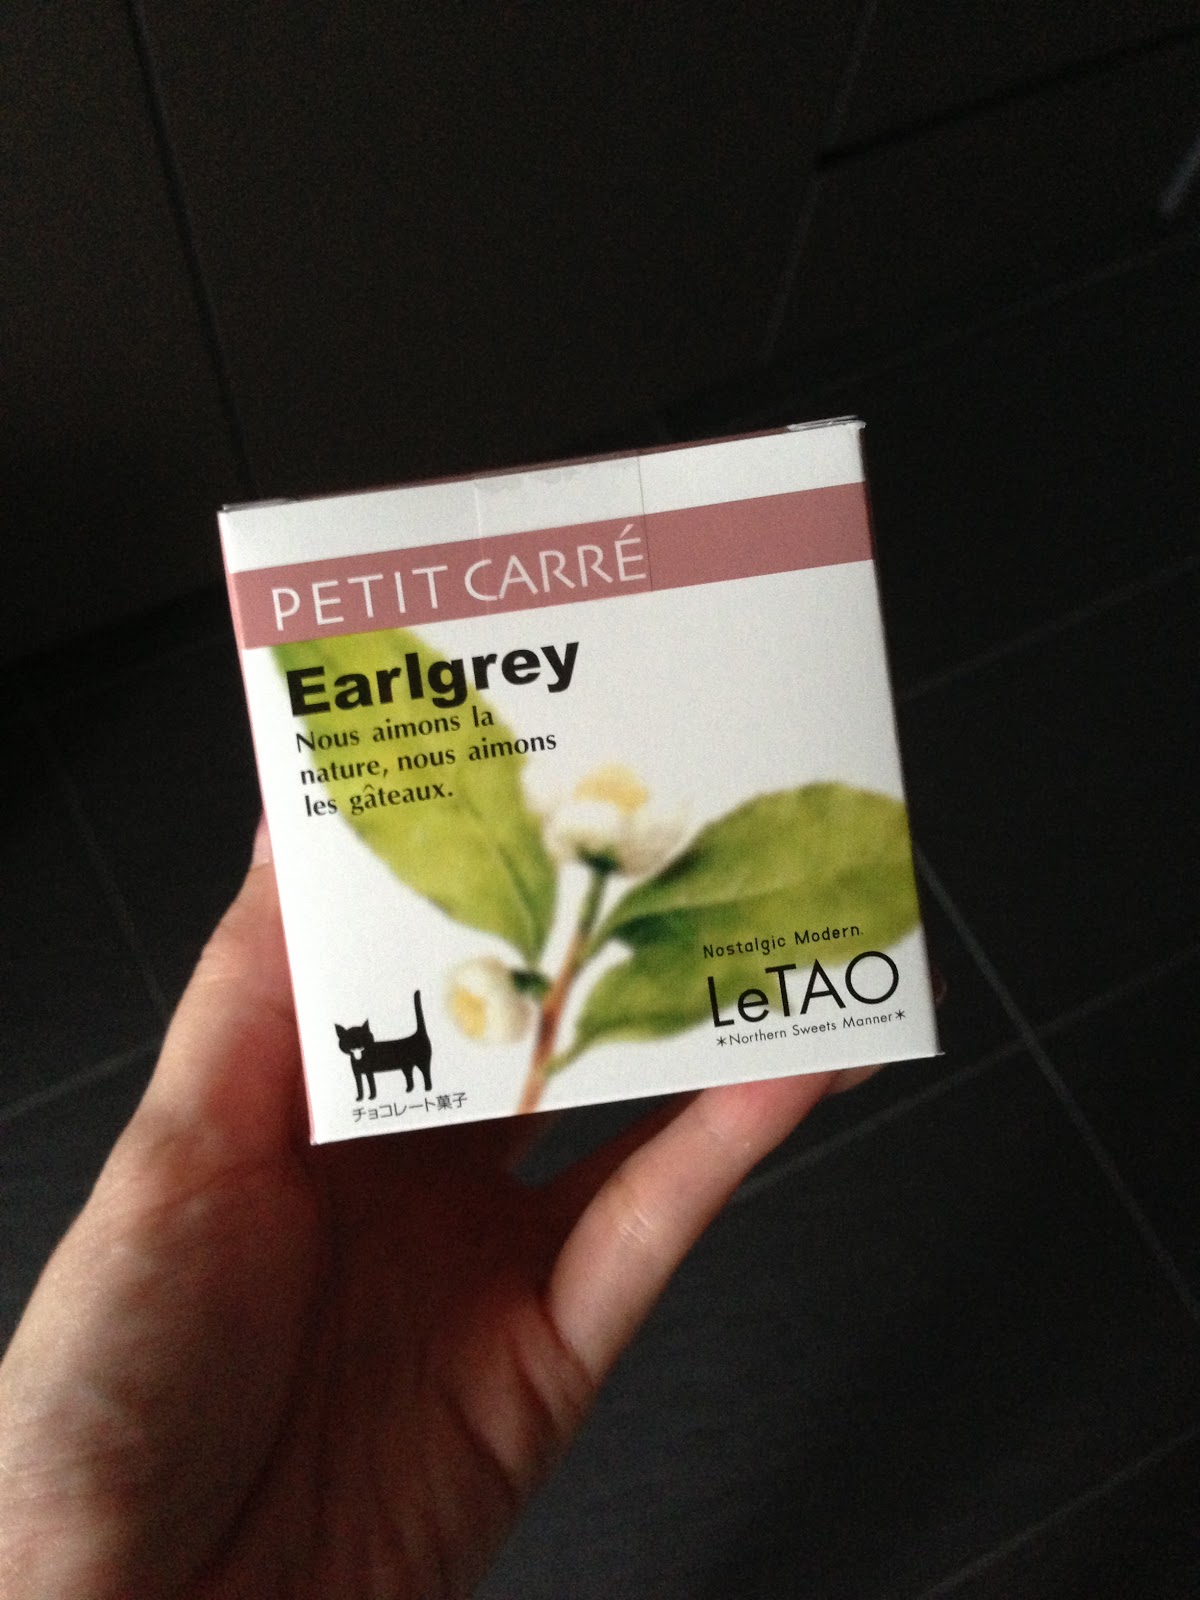 PETIT CARRÉ
Earlgrey
Nous aimons la
nature, nous aimons
les gâteaux.
Nostalgic Modern.
LeTAO
*Northern Sweets Manner*
チョコレート菓子